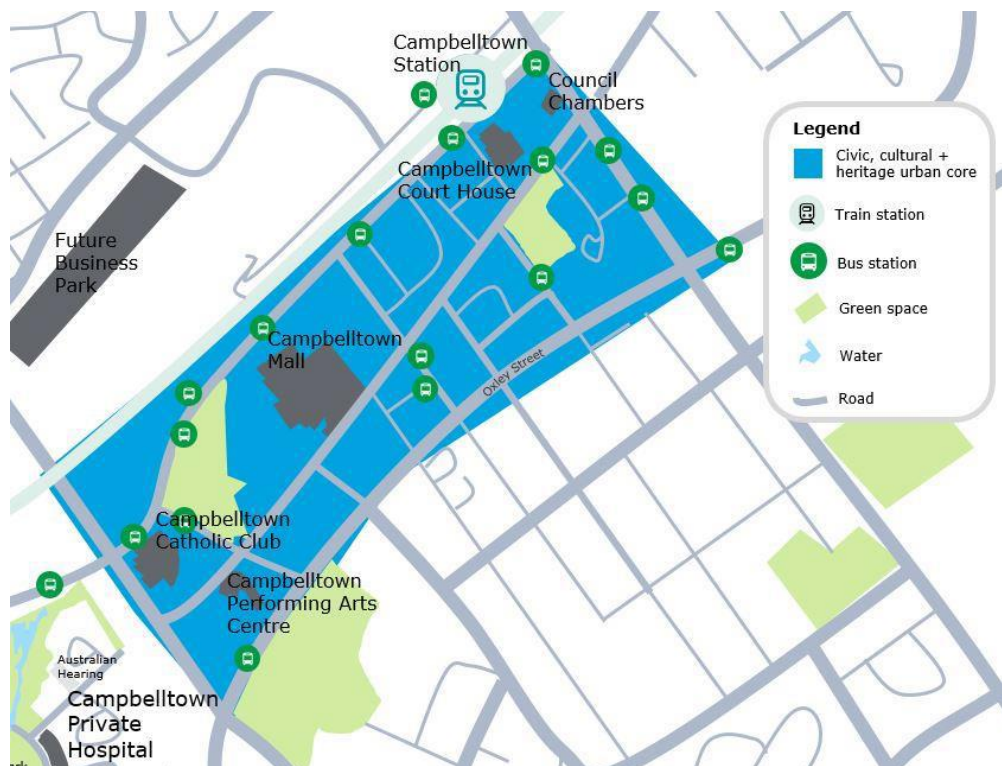 Campbelltown
Station
Council
Chambers
Campbelltown
Court House
Future
Business
Park
Campbelltown
Mall
Oxley Street
Campbelltown
Catholic Club
Campbelltown
Performing Arts
Centre
Australian
Hearing
Campbelltown
Private
Hospital
Legend
Civic, cultural +
heritage urban core
Train station
Bus station
Green space
Water
Road